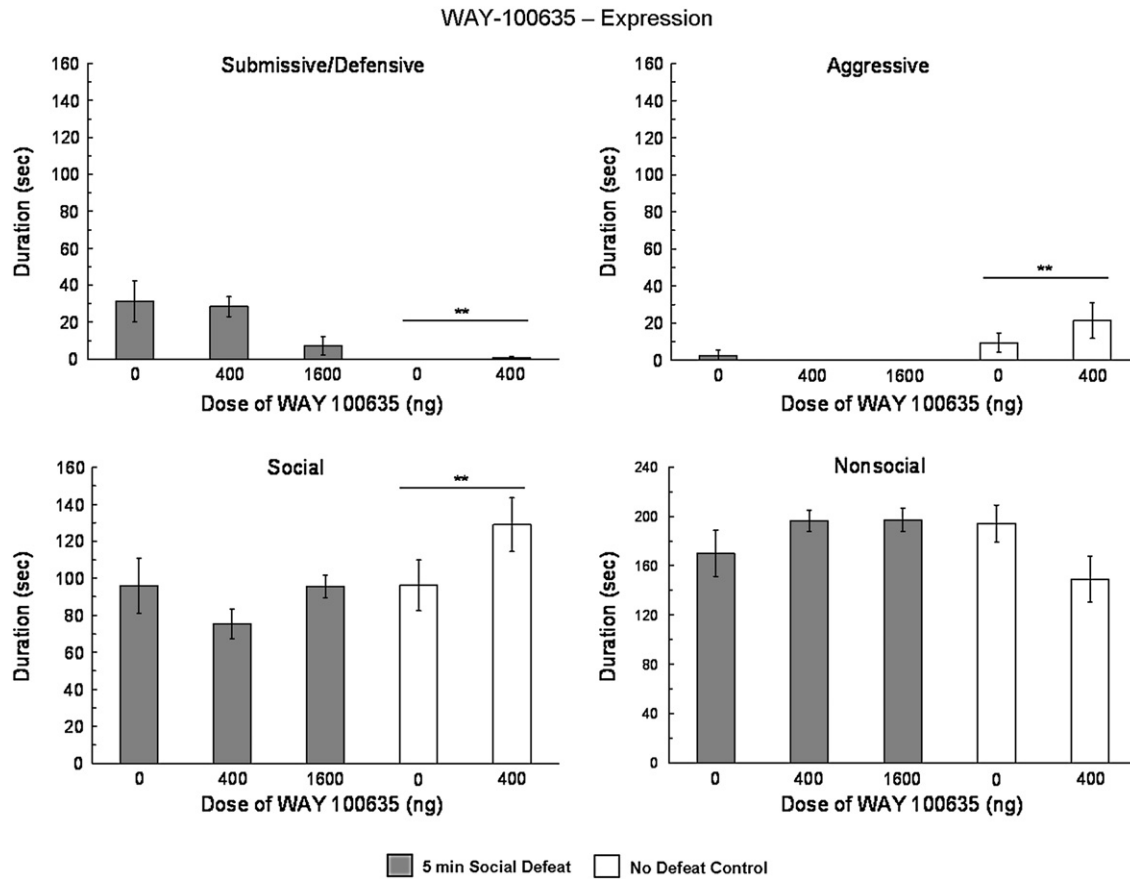 WAY-100635 – Expression
Submissive/Defensive
160
140
120
100
80
60
40
20
0
Duration (sec)
**
0 400 1600 0 400
Dose of WAY 100635 (ng)
Aggressive
160
140
120
100
80
60
40
20
0
Duration (sec)
**
0 400 1600 0 400
Dose of WAY 100635 (ng)
Social
160
140
120
100
80
60
40
20
0
Duration (sec)
**
0 400 1600 0 400
Dose of WAY 100635 (ng)
Nonsocial
240
200
160
120
80
40
0
Duration (sec)
0 400 1600 0 400
Dose of WAY 100635 (ng)
5 min Social Defeat No Defeat Control